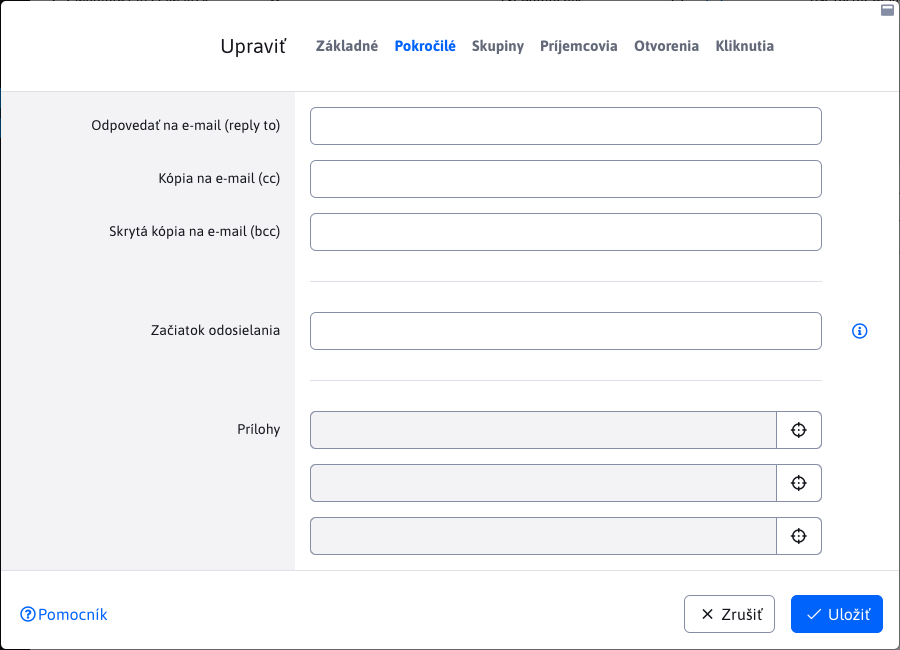 Upraviť Základné Pokročilé Skupiny Príjemcovia Otvorenia Kliknutia
Odpovedať na e-mail (reply to)
Kópia na e-mail (cc)
Skrytá kópia na e-mail (bcc)
Začiatok odosielania
Prílohy
Pomocník Zrušiť Uložiť